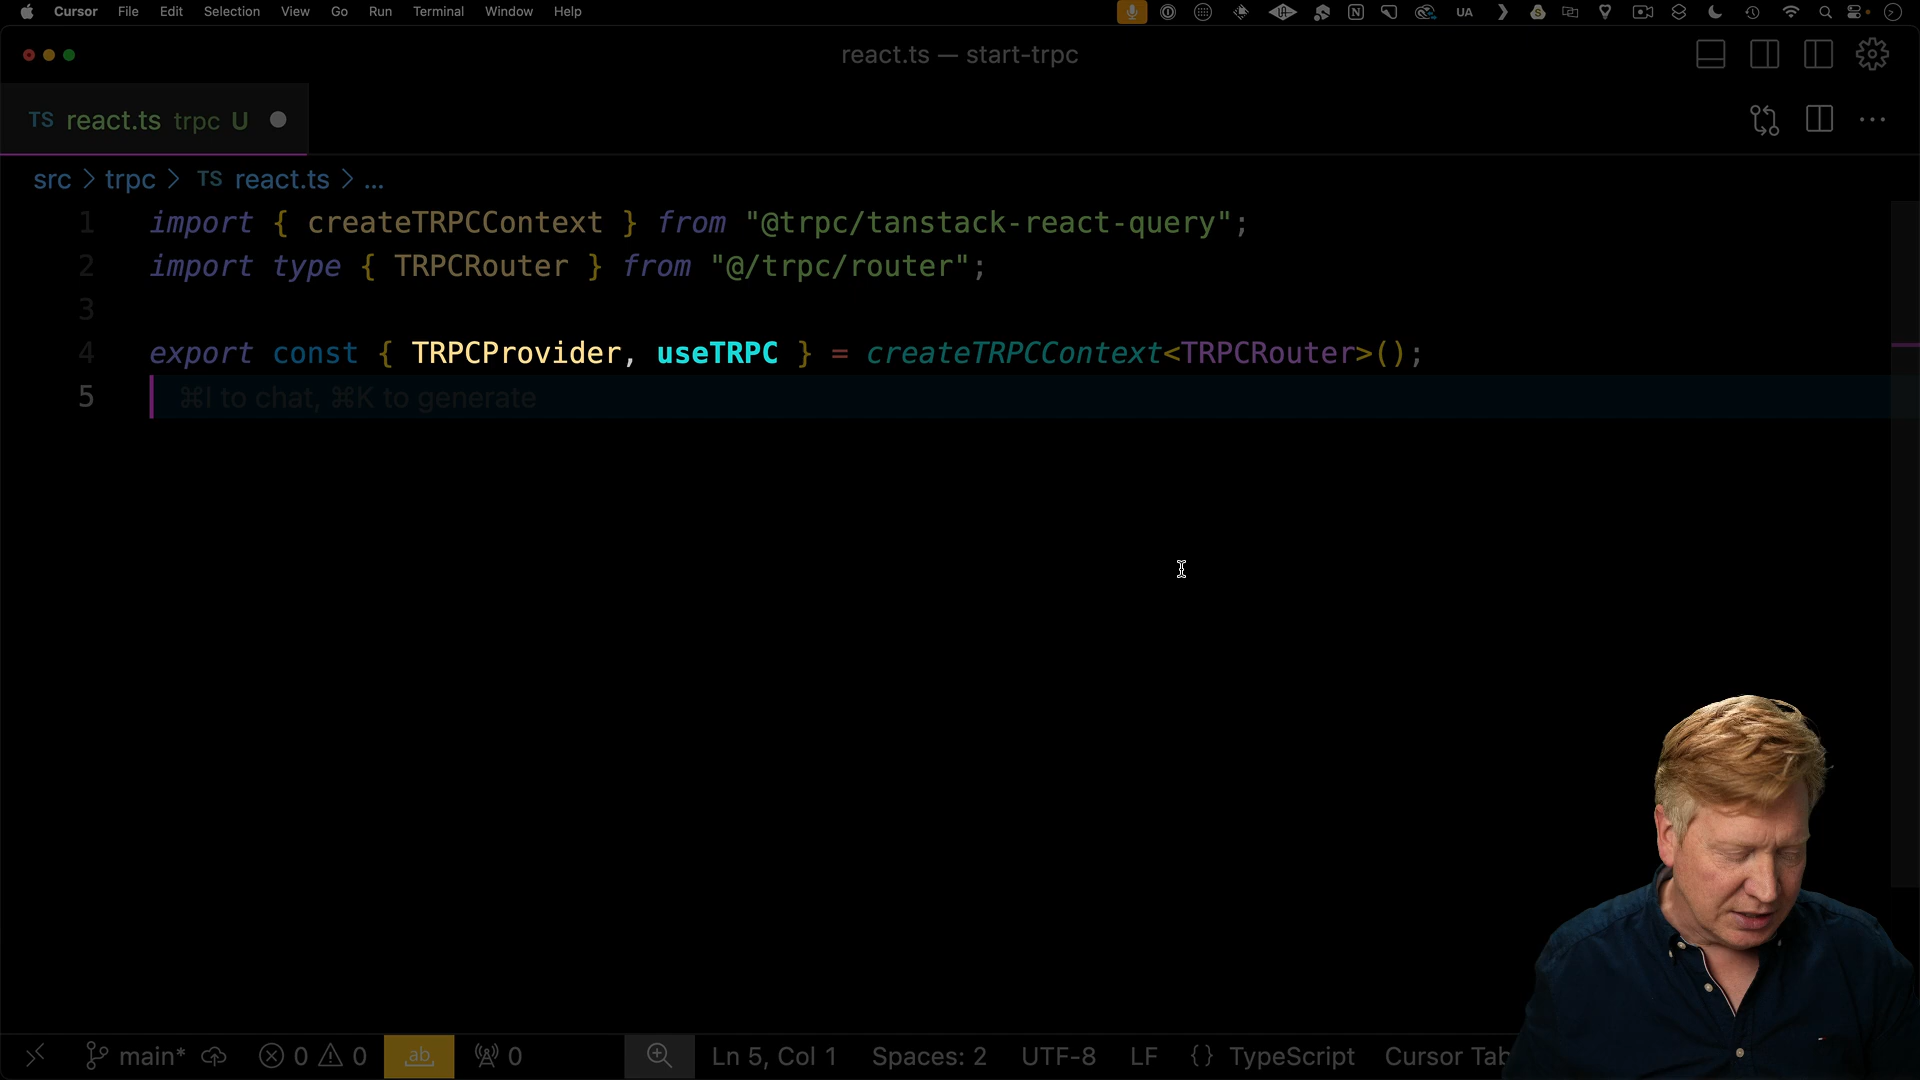 Cursor File Edit Selection View Go Run Terminal Window Help UA
react.ts — start-trpc
TS react.ts trpc U
src > trpc > TS react.ts > ...
1 import { createTRPCContext } from "@trpc/tanstack-react-query";
2 import type { TRPCRouter } from "@/trpc/router";
3
4 export const { TRPCProvider, useTRPC } = createTRPCContext<TRPCRouter>();
5 ⌘I to chat, ⌘K to generate
main* 0 0 ab 0 Ln 5, Col 1 Spaces: 2 UTF-8 LF {} TypeScript Cursor Tab